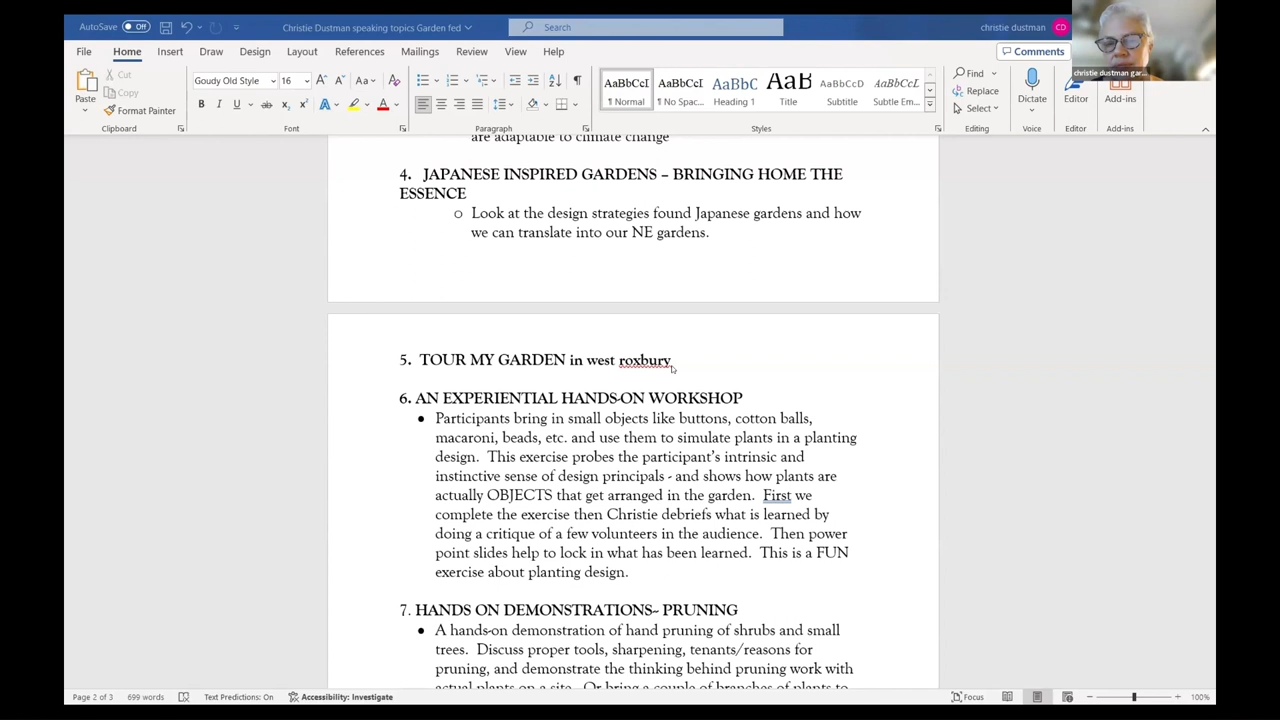 AutoSave Off
Christie Dustman speaking topics Garden fed
Search
christie dustman
CD
File Home Insert Draw Design Layout References Mailings Review View Help
Comments
christie dustman gar...
Paste
Cut
Copy
Format Painter
Goudy Old Style 16
AaBbCcI AaBbCcI AaBbC AaB AaBbCcD AaBbCcL
¶ Normal ¶ No Spac... Heading 1 Title Subtitle Subtle Em...
Find
Replace
Select
Dictate
Editor
Add-ins
Clipboard Font Paragraph Styles Editing Voice Editor Add-ins
are adaptable to climate change
4. JAPANESE INSPIRED GARDENS – BRINGING HOME THE
ESSENCE
o Look at the design strategies found Japanese gardens and how
we can translate into our NE gardens.
5. TOUR MY GARDEN in west roxbury
6. AN EXPERIENTIAL HANDS-ON WORKSHOP
● Participants bring in small objects like buttons, cotton balls,
macaroni, beads, etc. and use them to simulate plants in a planting
design. This exercise probes the participant's intrinsic and
instinctive sense of design principals - and shows how plants are
actually OBJECTS that get arranged in the garden. First we
complete the exercise then Christie debriefs what is learned by
doing a critique of a few volunteers in the audience. Then power
point slides help to lock in what has been learned. This is a FUN
exercise about planting design.
7. HANDS ON DEMONSTRATIONS~ PRUNING
● A hands-on demonstration of hand pruning of shrubs and small
trees. Discuss proper tools, sharpening, tenants/reasons for
pruning, and demonstrate the thinking behind pruning work with
actual plants on a site. Or bring a couple of branches of plants to
Page 2 of 3 699 words Text Predictions: On Accessibility: Investigate Focus 100%